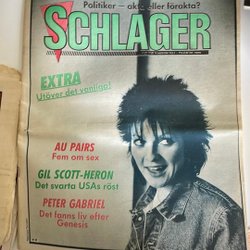 Politiker – akta eller förakta?
SCHLAGER
EXTRA
Utöver det vanliga!
AU PAIRS
Fem om sex
GIL SCOTT-HERON
Det svarta USAs röst
PETER GABRIEL
Det fanns liv efter
Genesis